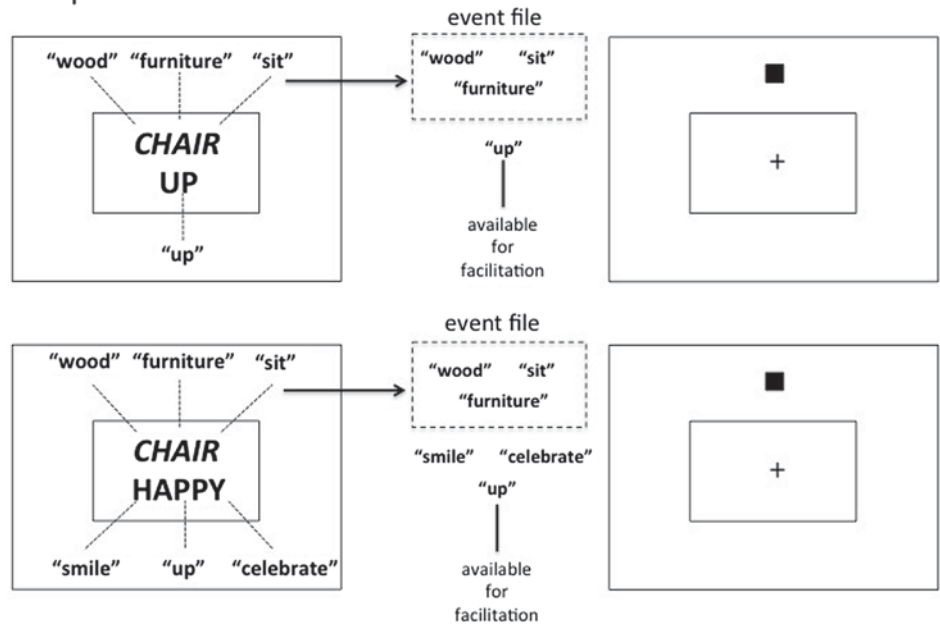 event file
“wood” “furniture” “sit”
“wood” “sit”
“furniture”
CHAIR
UP
“up”
“up”
available
for
facilitation
+
event file
“wood” “furniture” “sit”
“wood” “sit”
“furniture”
CHAIR
HAPPY
“smile” “up” “celebrate”
“smile” “celebrate”
“up”
available
for
facilitation
+